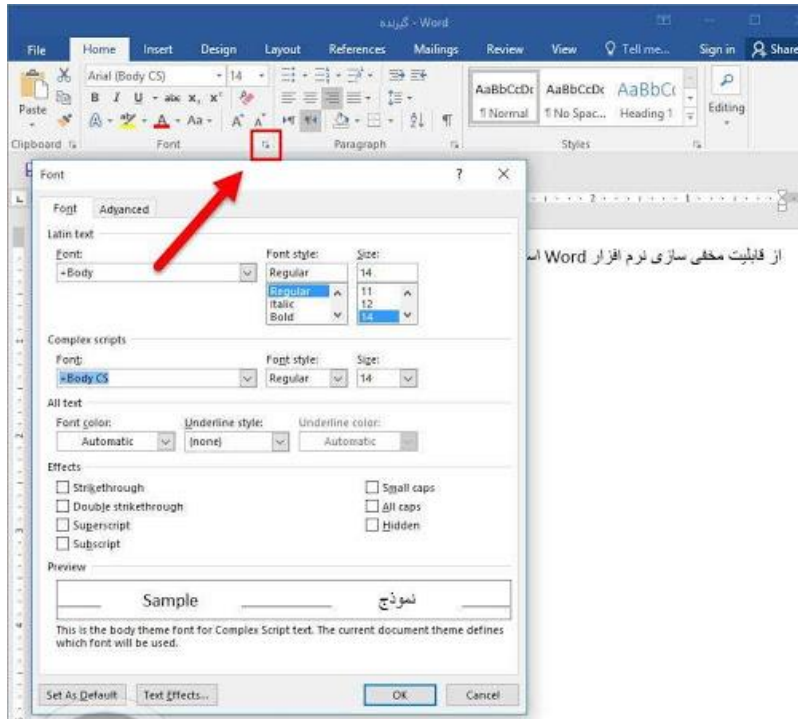 گیرنده - Word
File Home Insert Design Layout References Mailings Review View Tell me... Sign in Share
Arial (Body CS) 14
Paste B I U abc x, x'
A A Aa A A
AaBbCcDc AaBbCcDc AaBbCc
¶ Normal ¶ No Spac... Heading 1
Editing
Clipboard Font Paragraph Styles
Font ? ×
Font Advanced
Latin text
Font: Font style: Size:
+Body Regular 14
Regular 11
Italic 12
Bold 14
Complex scripts
Font: Font style: Size:
+Body CS Regular 14
All text
Font color: Underline style: Underline color:
Automatic (none) Automatic
Effects
Strikethrough Small caps
Double strikethrough All caps
Superscript Hidden
Subscript
Preview
Sample نموذج
This is the body theme font for Complex Script text. The current document theme defines
which font will be used.
Set As Default Text Effects... OK Cancel
2 1
از قابلیت مخفی سازی نرم افزار Word